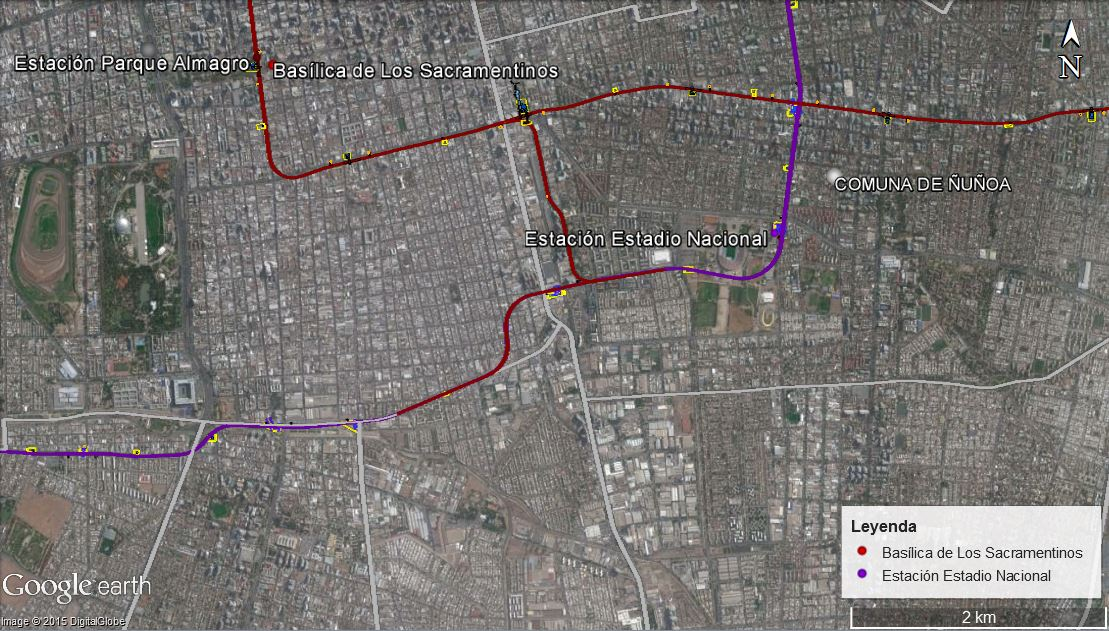 N
Estación Parque Almagro
Basílica de Los Sacramentinos
COMUNA DE ÑUÑOA
Estación Estadio Nacional
Leyenda
Basílica de Los Sacramentinos
Estación Estadio Nacional
Google earth
Image © 2015 DigitalGlobe
2 km